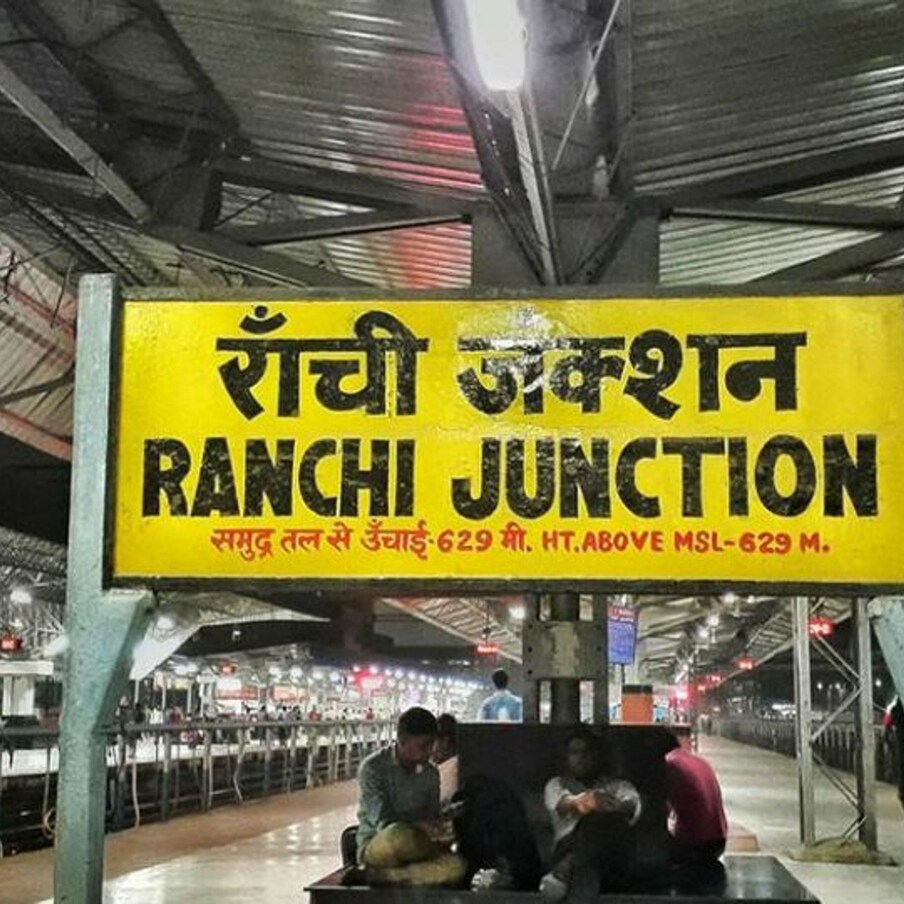 राँची जंक्शन
RANCHI JUNCTION
समुद्र तल से उँचाई-629 मी. HT.ABOVE MSL-629 M.